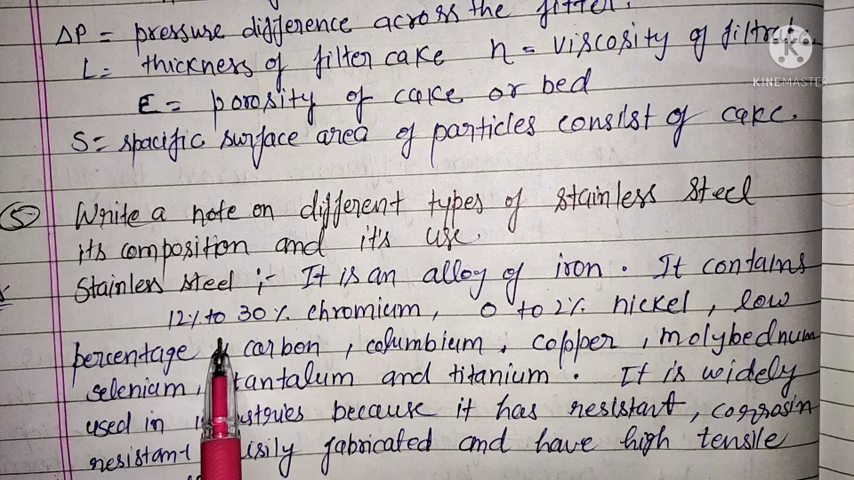 ΔP = pressure difference across the filter.
L = thickness of filter cake η = viscosity of filtrate
KINEMASTER
E = porosity of cake or bed
S = spacific surface area of particles consist of cake.
⑤ Write a note on different types of stainless steel
its composition and it's use.
Stainless steel :- It is an alloy of iron. It contains
12% to 30% chromium, 0 to 2% nickel, low
percentage carbon, columbium, copper, molybednum
selenium, tantalum and titanium. It is widely
used in because it has resistant, corrosin
resistant fabricated and have high tensile